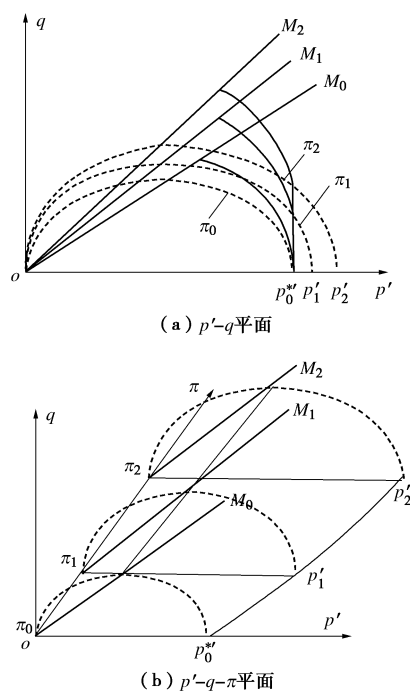 q
M₂
M₁
M₀
π₂
π₁
π₀
o
p₀*′
p₁′
p₂′
p′
(a) p′-q平面
q
π
M₂
M₁
π₂
M₀
p₂′
π₁
p₁′
π₀
o
p₀*′
p′
(b) p′-q-π平面